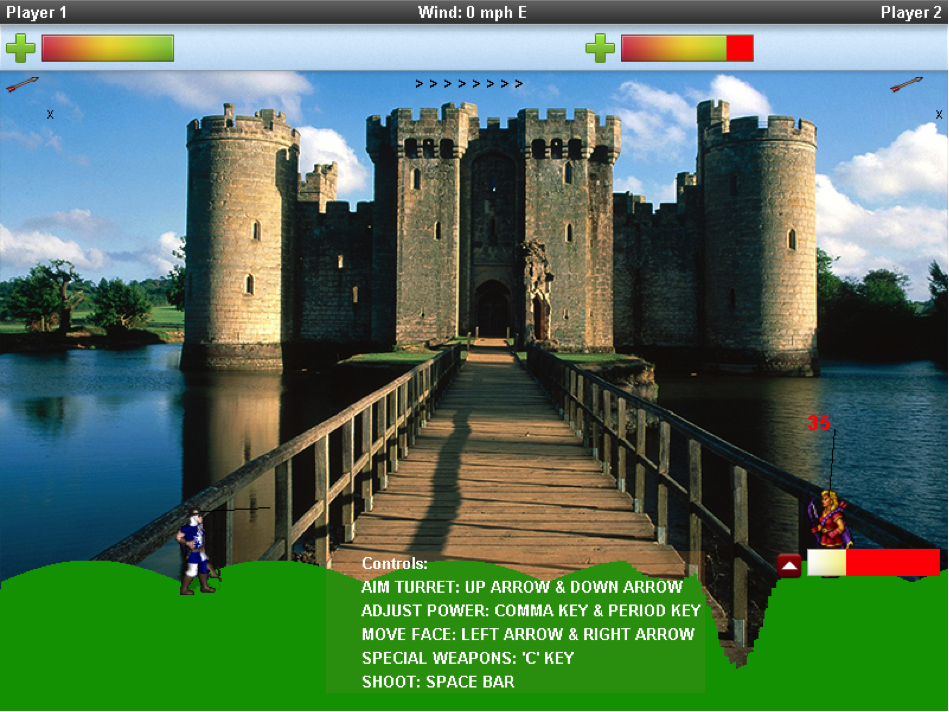 Player 1
Wind: 0 mph E
Player 2
> > > > > > > >
x
x
35
Controls:
AIM TURRET: UP ARROW & DOWN ARROW
ADJUST POWER: COMMA KEY & PERIOD KEY
MOVE FACE: LEFT ARROW & RIGHT ARROW
SPECIAL WEAPONS: 'C' KEY
SHOOT: SPACE BAR